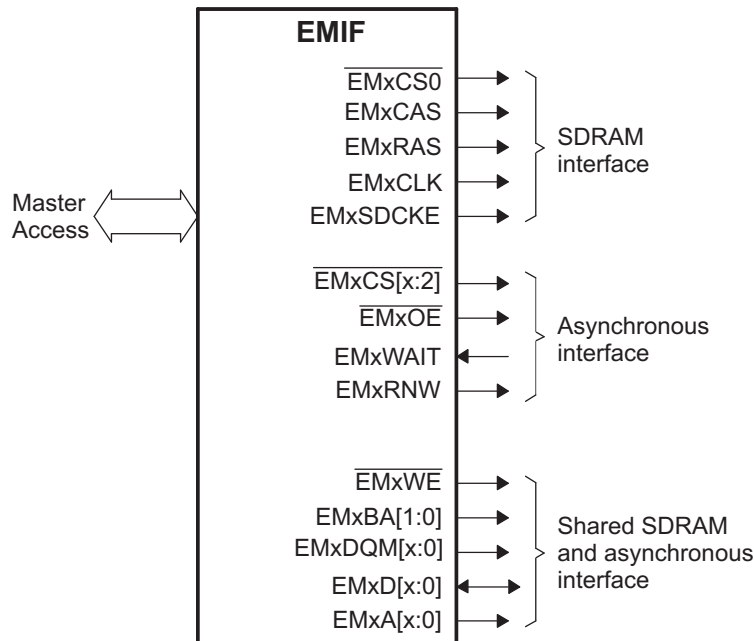 EMIF
EMxCS0
EMxCAS
EMxRAS
EMxCLK
EMxSDCKE
SDRAM
interface
Master
Access
EMxCS[x:2]
EMxOE
EMxWAIT
EMxRNW
Asynchronous
interface
EMxWE
EMxBA[1:0]
EMxDQM[x:0]
EMxD[x:0]
EMxA[x:0]
Shared SDRAM
and asynchronous
interface